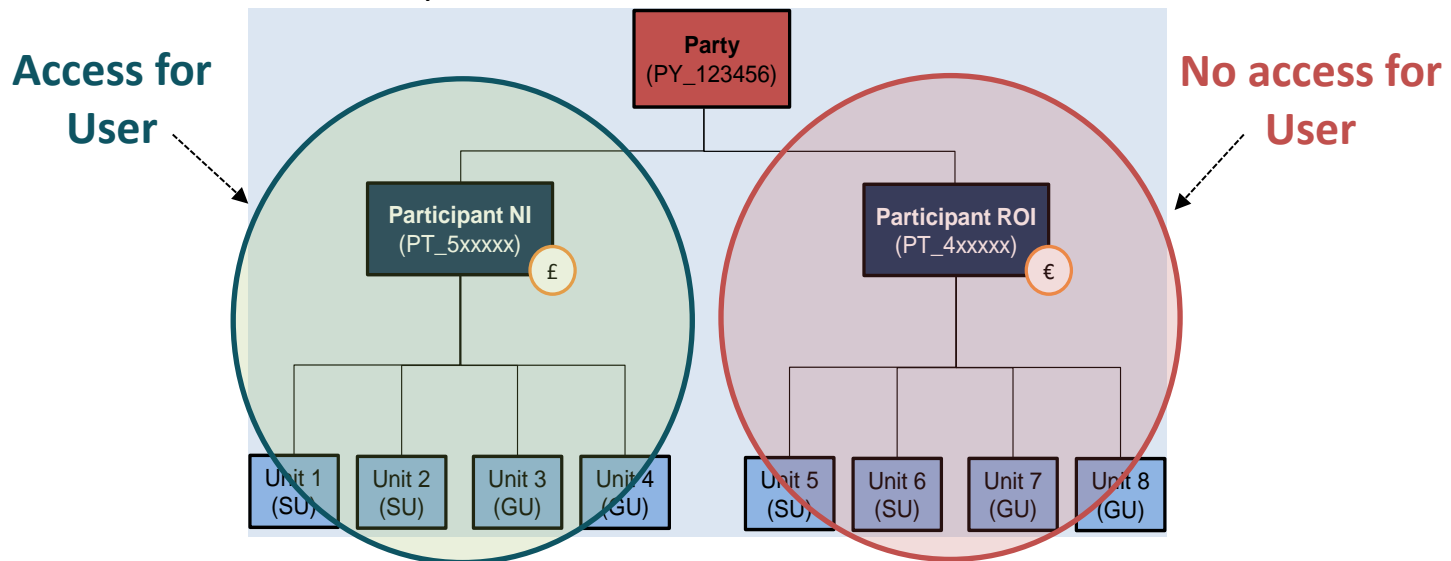 Party
(PY_123456)
Access for
User
No access for
User
Participant NI
(PT_5xxxxx)
£
Participant ROI
(PT_4xxxxx)
€
Unit 1
(SU)
Unit 2
(SU)
Unit 3
(GU)
Unit 4
(GU)
Unit 5
(SU)
Unit 6
(SU)
Unit 7
(GU)
Unit 8
(GU)